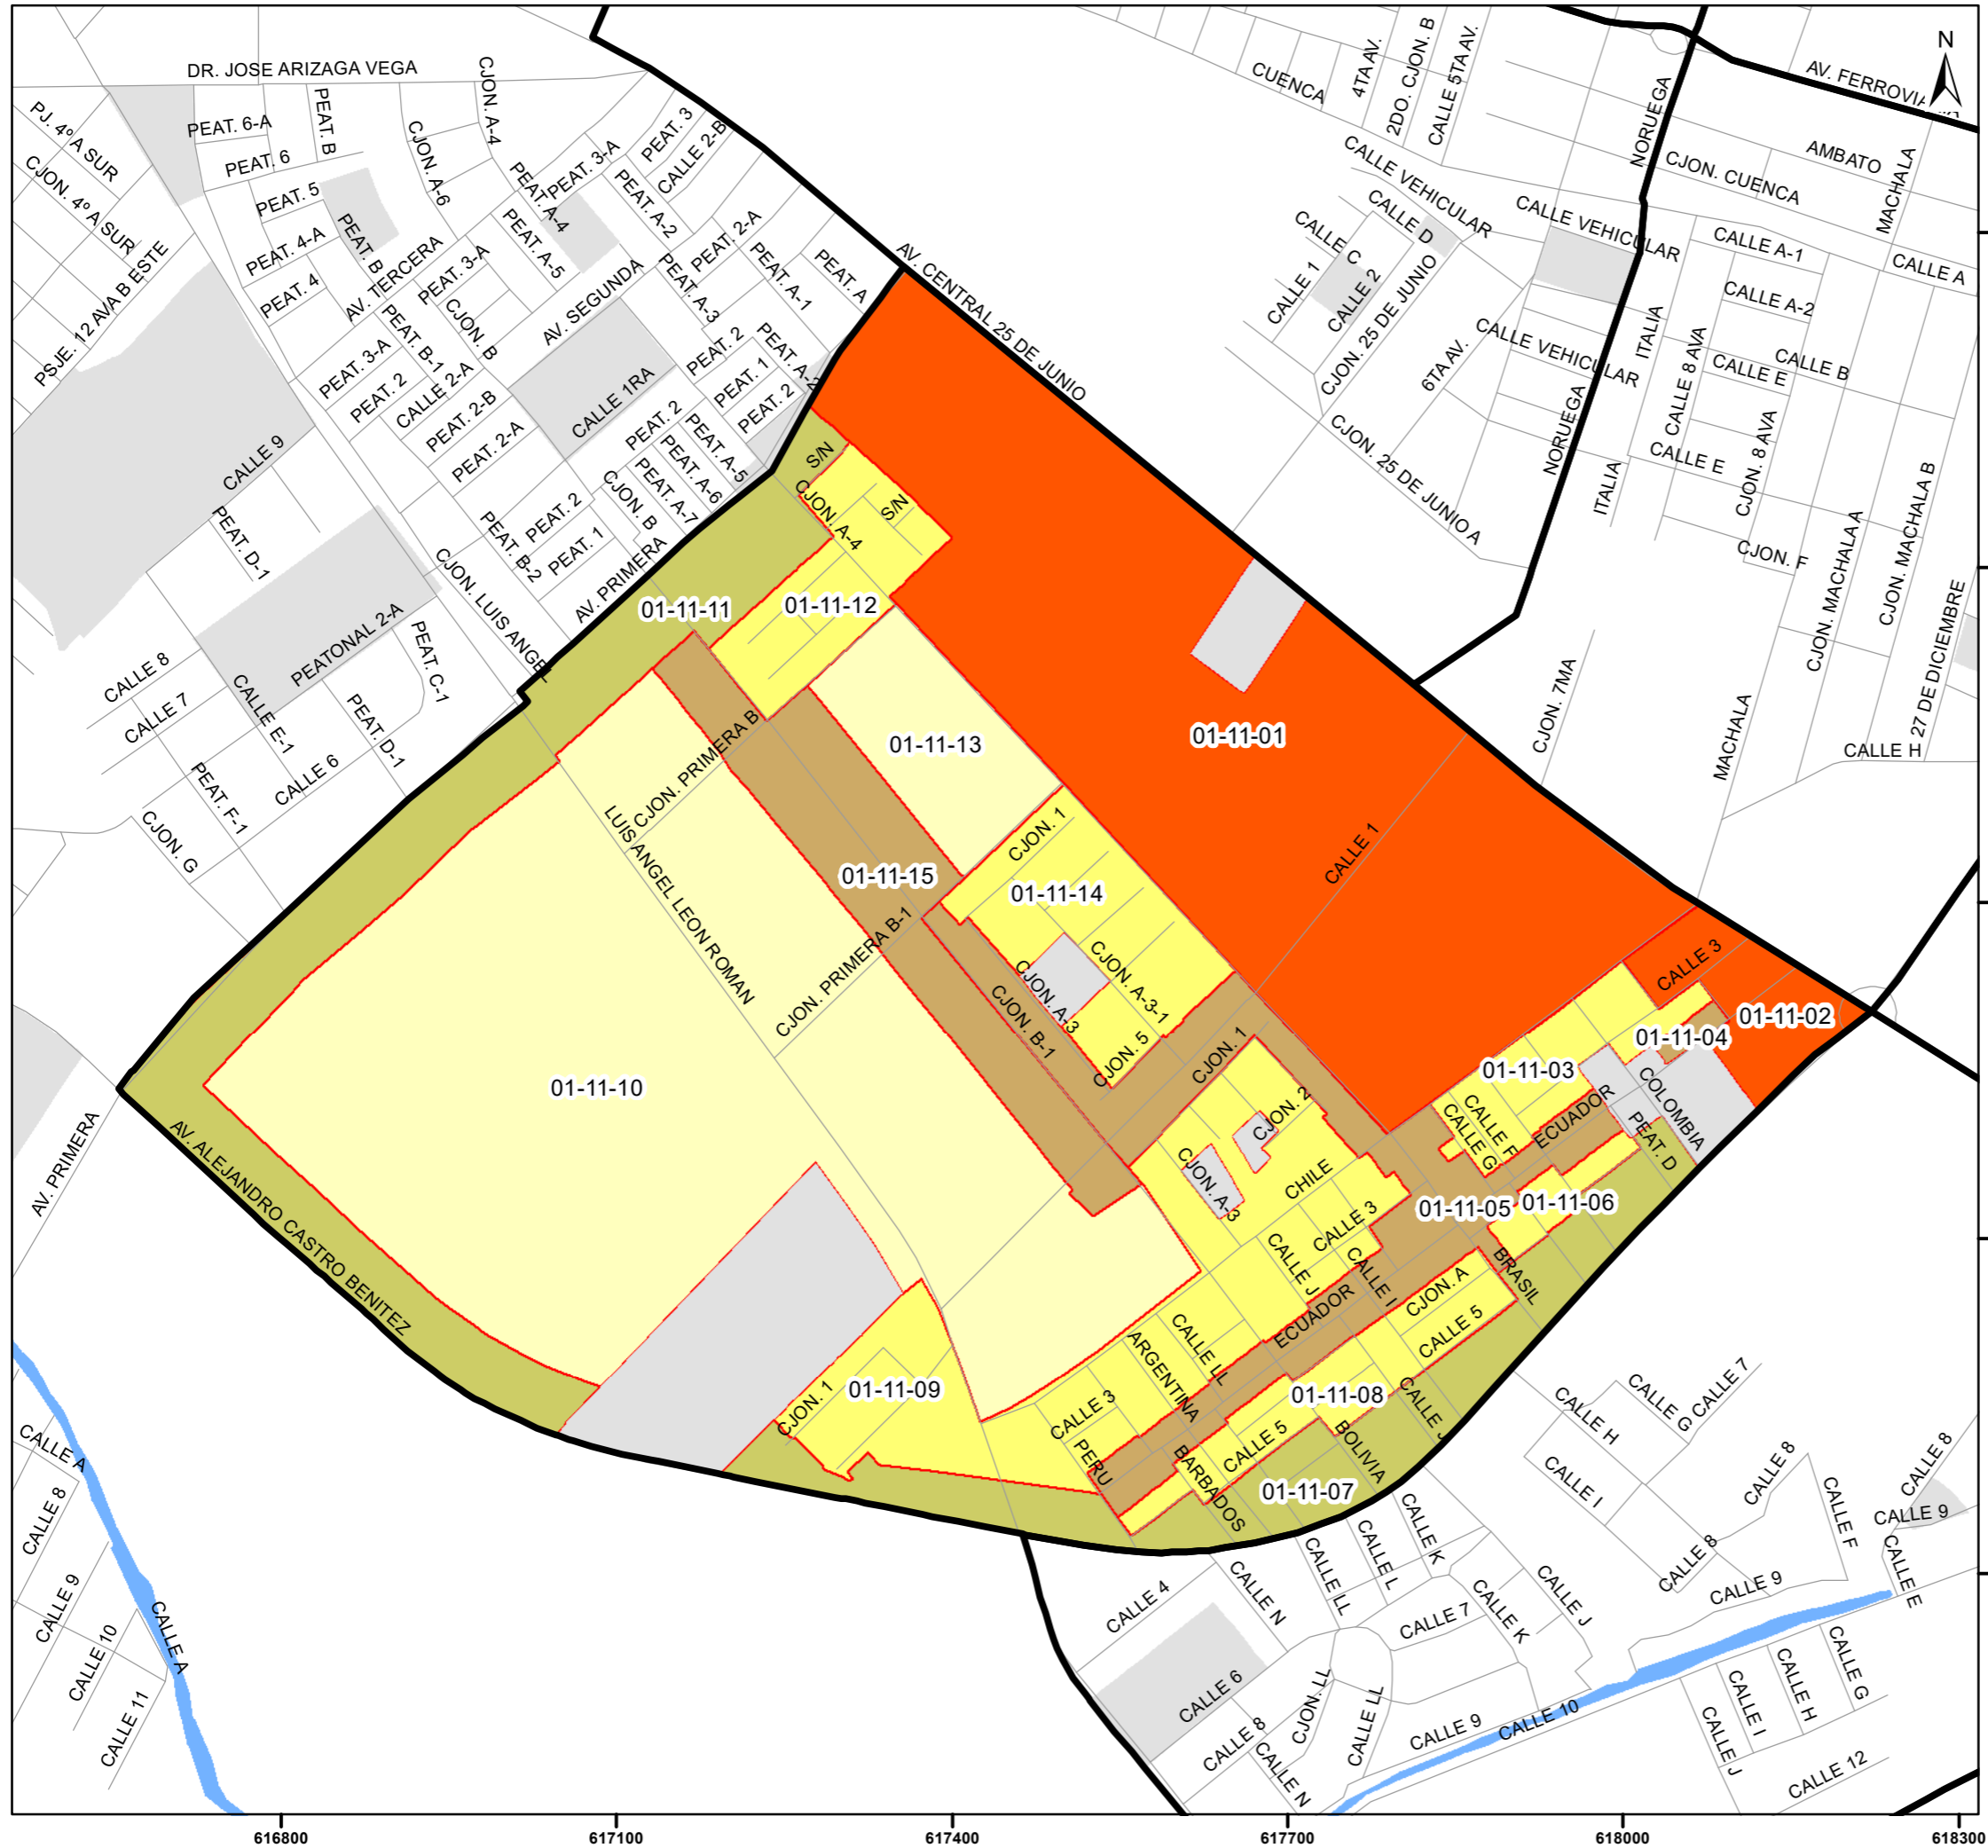 DR. JOSE ARIZAGA VEGA
CJON. A-4
PEAT. 6-A
PEAT. B
PJ. 4º A SUR
CJON. 4º A SUR
PEAT. 6
CJON. A-6
PEAT. 3-A
PEAT. 3
CALLE 2-B
PEAT. 5
PEAT. A-4
PEAT. A-2
PEAT. 4-A
PEAT. B
PEAT. A-5
PEAT. 2-A
PEAT. 4
AV. TERCERA
PEAT. 3-A
PEAT. A-3
PEAT. A-1
PEAT. A
PSJE. 12 AVA B ESTE
CJON. B
AV. SEGUNDA
PEAT. B-1
PEAT. 3-A
PEAT. 2
PEAT. A-2
PEAT. 2
CALLE 2-A
PEAT. 1
PEAT. 2
CALLE 1RA
PEAT. 2-B
PEAT. 2
PEAT. A-5
PEAT. 2-A
CALLE 9
PEAT. A-6
PEAT. A-7
CJON. B
PEAT. 2
PEAT. 1
PEAT. B-2
PEAT. D-1
CJON. LUIS ANGEL
AV. PRIMERA
PEATONAL 2-A
PEAT. C-1
CALLE 8
CALLE 7
CALLE E-1
PEAT. D-1
CALLE 6
PEAT. F-1
CJON. G
CUENCA
4TA AV.
2DO. CJON. B
CALLE 5TA AV.
NORUEGA
AV. FERROVIA
N
AMBATO
CJON. CUENCA
MACHALA
CALLE VEHICULAR
CALLE D
CALLE C
CALLE VEHICULAR
CALLE A-1
CALLE A
CALLE 1
CALLE 2
CJON. 25 DE JUNIO
CALLE A-2
ITALIA
CALLE VEHICULAR
6TA AV.
CALLE 8 AVA
CALLE B
CALLE E
NORUEGA
CJON. 25 DE JUNIO A
CALLE E
CJON. 8 AVA
ITALIA
CJON. F
CJON. MACHALA A
CJON. MACHALA B
27 DE DICIEMBRE
CJON. 7MA
MACHALA
CALLE H
AV. CENTRAL 25 DE JUNIO
S/N
CJON. A-4
S/N
01-11-11
01-11-12
01-11-13
01-11-01
CJON. PRIMERA B
LUIS ANGEL LEON ROMAN
CJON. 1
CALLE 1
01-11-15
01-11-14
CJON. PRIMERA B-1
CJON. A-3
CJON. A-3-1
CJON. B-1
CJON. 5
CALLE 3
01-11-02
01-11-04
01-11-03
CJON. 1
COLOMBIA
ECUADOR
PEAT. D
CALLE F
CALLE G
CJON. 2
CJON. A-3
CHILE
01-11-10
CALLE 3
01-11-05
01-11-06
CALLE J
CALLE I
BRASIL
CJON. A
CALLE 5
ECUADOR
AV. PRIMERA
AV. ALEJANDRO CASTRO BENITEZ
ARGENTINA
CALLE LL
01-11-09
CJON. 1
CALLE 3
01-11-08
CALLE J
CALLE 5
BOLIVIA
PERU
BARBADOS
01-11-07
CALLE H
CALLE G
CALLE 7
CALLE I
CALLE 8
CALLE 8
CALLE F
CALLE 9
CALLE 8
CALLE E
CALLE 9
CALLE A
CALLE 8
CALLE 9
CALLE 10
CALLE A
CALLE 11
CALLE K
CALLE L
CALLE LL
CALLE N
CALLE 4
CALLE J
CALLE K
CALLE 7
CALLE 6
CJON. LL
CALLE LL
CALLE 8
CALLE N
CALLE 9
CALLE 10
CALLE G
CALLE H
CALLE I
CALLE J
CALLE 12
616800
617100
617400
617700
618000
618300